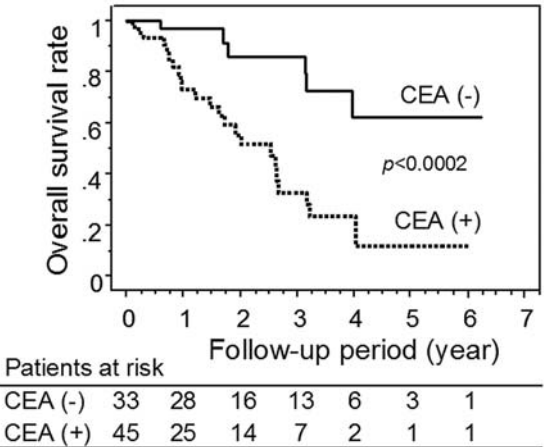 Overall survival rate
1
.8
.6
.4
.2
0
CEA (-)
p<0.0002
CEA (+)
0 1 2 3 4 5 6 7
Follow-up period (year)
Patients at risk
CEA (-) 33 28 16 13 6 3 1
CEA (+) 45 25 14 7 2 1 1